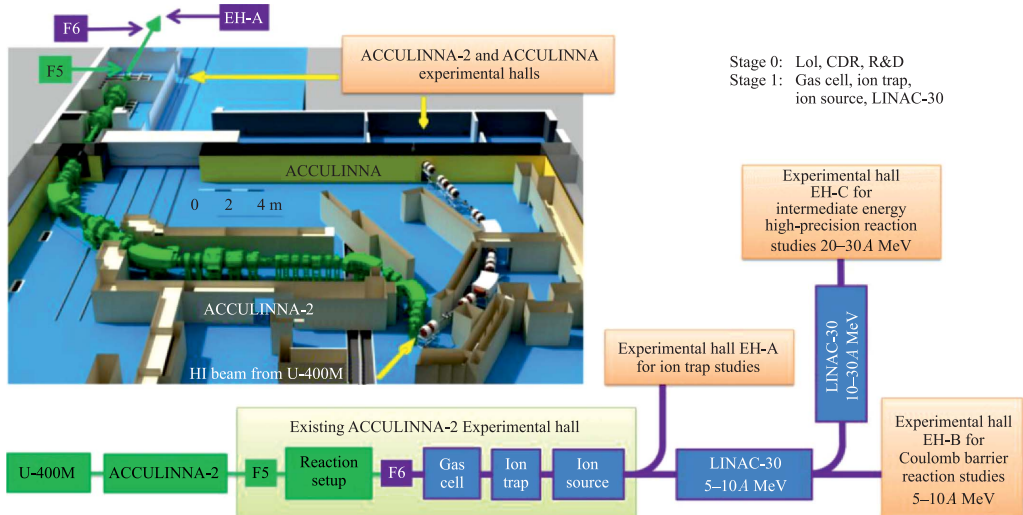 F6
EH-A
F5
ACCULINNA-2 and ACCULINNA
experimental halls
Stage 0: LoI, CDR, R&D
Stage 1: Gas cell, ion trap,
ion source, LINAC-30
ACCULINNA
0 2 4 m
ACCULINNA-2
HI beam from U-400M
Experimental hall
EH-C for
intermediate energy
high-precision reaction
studies 20–30A MeV
LINAC-30
10–30A MeV
Experimental hall EH-A
for ion trap studies
Existing ACCULINNA-2 Experimental hall
U-400M
ACCULINNA-2
F5
Reaction
setup
F6
Gas
cell
Ion
trap
Ion
source
LINAC-30
5–10A MeV
Experimental hall
EH-B for
Coulomb barrier
reaction studies
5–10A MeV